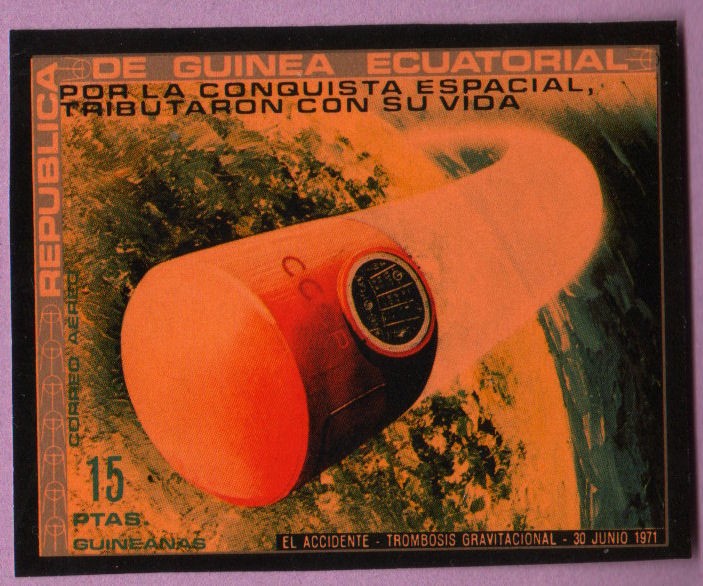 REPUBLICA DE GUINEA ECUATORIAL
POR LA CONQUISTA ESPACIAL,
TRIBUTARON CON SU VIDA
CCCP
CORREO AEREO
15
PTAS.
GUINEANAS
EL ACCIDENTE - TROMBOSIS GRAVITACIONAL - 30 JUNIO 1971